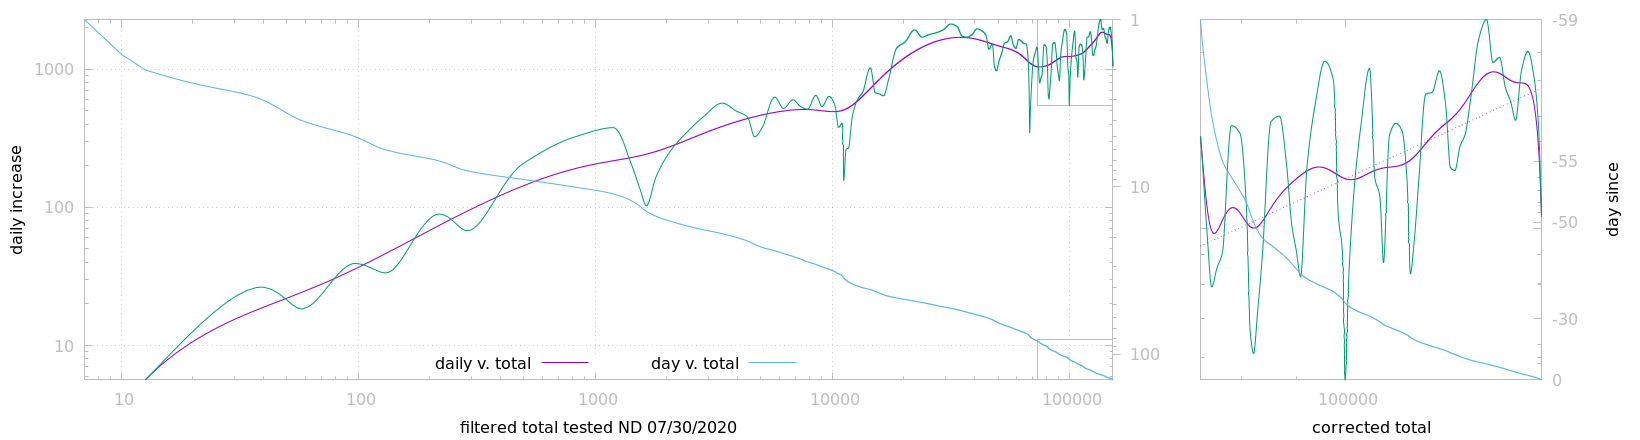 1
-59
1000
daily increase
-55
day since
10
100
-50
-30
10
daily v. total
day v. total
100
0
10
100
1000
10000
100000
100000
filtered total tested ND 07/30/2020
corrected total